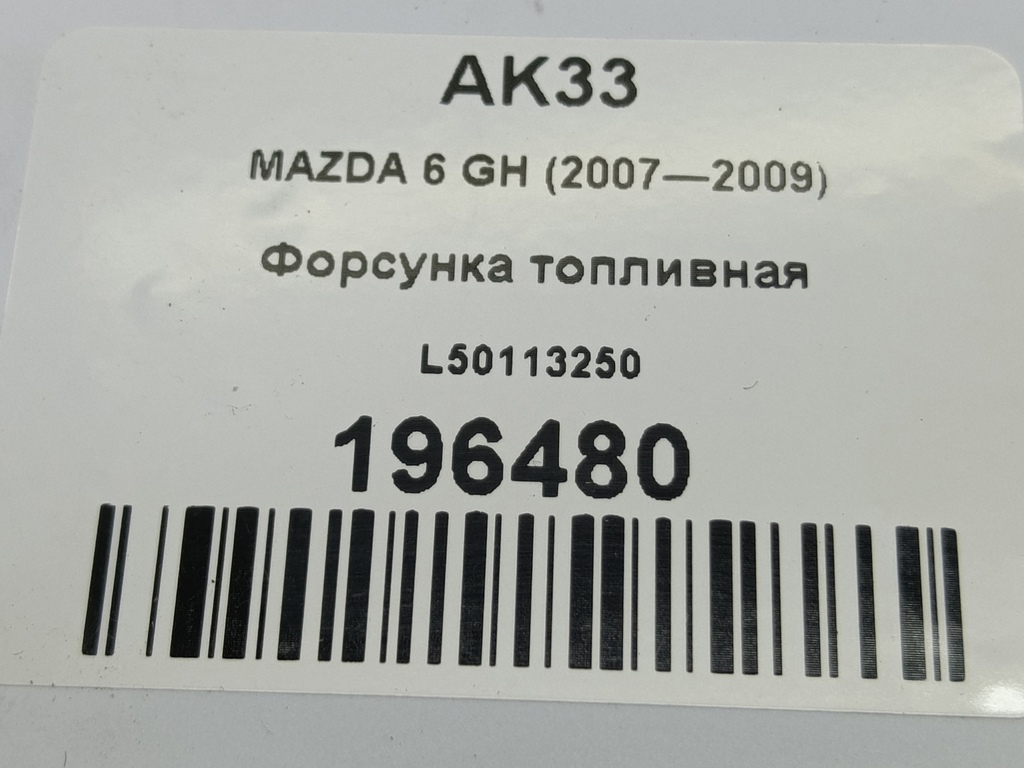 AK33
MAZDA 6 GH (2007—2009)
Форсунка топливная
L50113250
196480